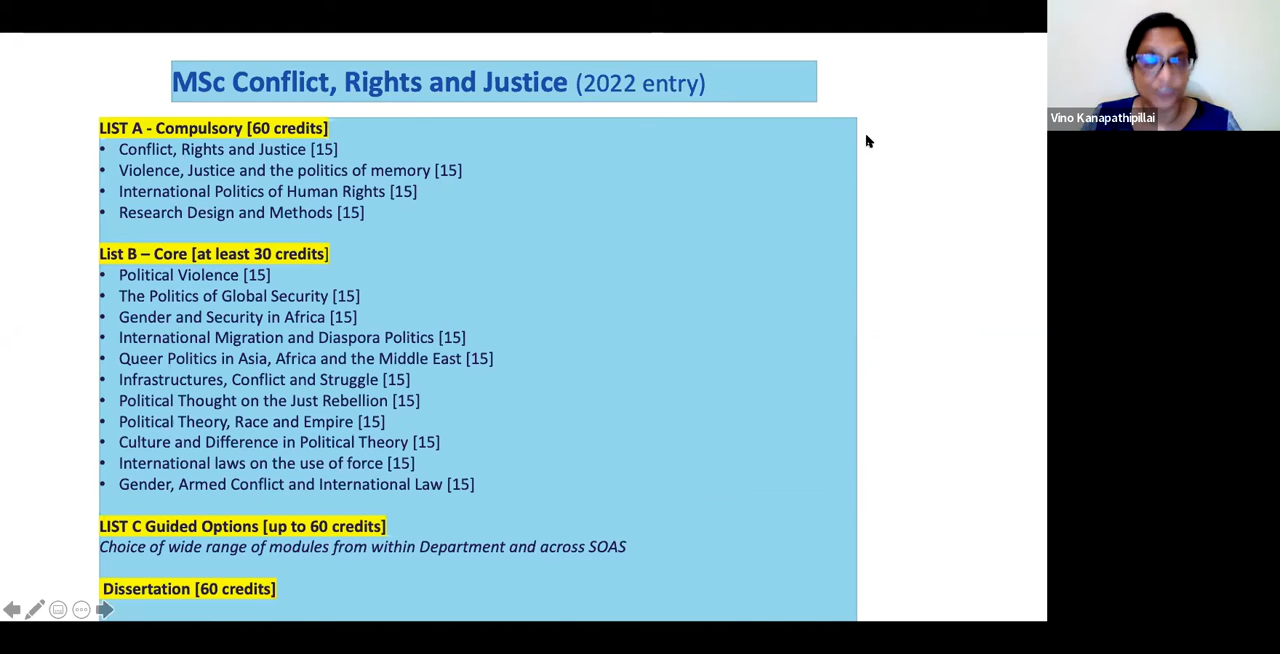 MSc Conflict, Rights and Justice (2022 entry)
Vino Kanapathipillai
LIST A - Compulsory [60 credits]
• Conflict, Rights and Justice [15]
• Violence, Justice and the politics of memory [15]
• International Politics of Human Rights [15]
• Research Design and Methods [15]
List B – Core [at least 30 credits]
• Political Violence [15]
• The Politics of Global Security [15]
• Gender and Security in Africa [15]
• International Migration and Diaspora Politics [15]
• Queer Politics in Asia, Africa and the Middle East [15]
• Infrastructures, Conflict and Struggle [15]
• Political Thought on the Just Rebellion [15]
• Political Theory, Race and Empire [15]
• Culture and Difference in Political Theory [15]
• International laws on the use of force [15]
• Gender, Armed Conflict and International Law [15]
LIST C Guided Options [up to 60 credits]
Choice of wide range of modules from within Department and across SOAS
Dissertation [60 credits]